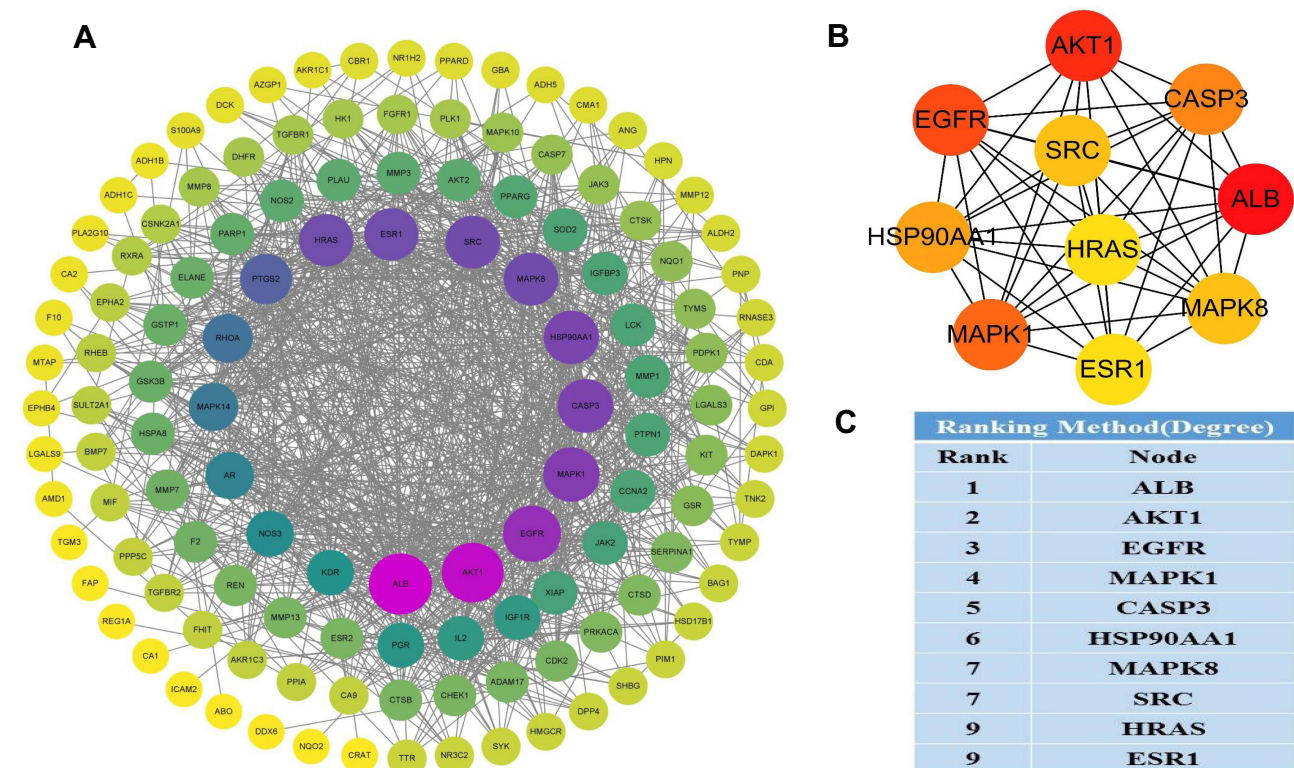 A
AKR1C1
CBR1
NR1H2
PPARD
GBA
ADH5
CMA1
ANG
HPN
MMP12
ALDH2
PNP
RNASE3
CDA
GPI
DAPK1
TNK2
TYMP
BAG1
HSD17B1
PIM1
SHBG
DPP4
HMGCR
SYK
NR3C2
TTR
CRAT
NQO2
DDX6
ABO
ICAM2
CA1
REG1A
FAP
TGM3
AMD1
LGALS9
EPHB4
MTAP
F10
CA2
PLA2G10
ADH1C
ADH1B
S100A9
DCK
AZGP1
TGFBR1
HK1
FGFR1
PLK1
MAPK10
CASP7
JAK3
CTSK
NQO1
TYMS
PDPK1
LGALS3
KIT
GSR
SERPINA1
CTSD
PRKACA
CDK2
ADAM17
CHEK1
CTSB
CA9
PPIA
AKR1C3
FHIT
TGFBR2
PPP5C
MIF
BMP7
SULT2A1
RHEB
EPHA2
RXRA
CSNK2A1
MMP8
DHFR
NOS2
PLAU
MMP3
AKT2
PPARG
SOD2
IGFBP3
LCK
MMP1
PTPN1
CCNA2
JAK2
XIAP
IGF1R
IL2
PGR
ESR2
MMP13
REN
F2
MMP7
HSPA8
GSK3B
GSTP1
ELANE
PARP1
HRAS
ESR1
SRC
MAPK8
HSP90AA1
CASP3
MAPK1
EGFR
AKT1
ALB
KDR
NOS3
AR
MAPK14
RHOA
PTGS2
B
AKT1
CASP3
EGFR
SRC
ALB
HSP90AA1
HRAS
MAPK8
MAPK1
ESR1
C
Ranking Method(Degree)
Rank Node
1 ALB
2 AKT1
3 EGFR
4 MAPK1
5 CASP3
6 HSP90AA1
7 MAPK8
7 SRC
9 HRAS
9 ESR1